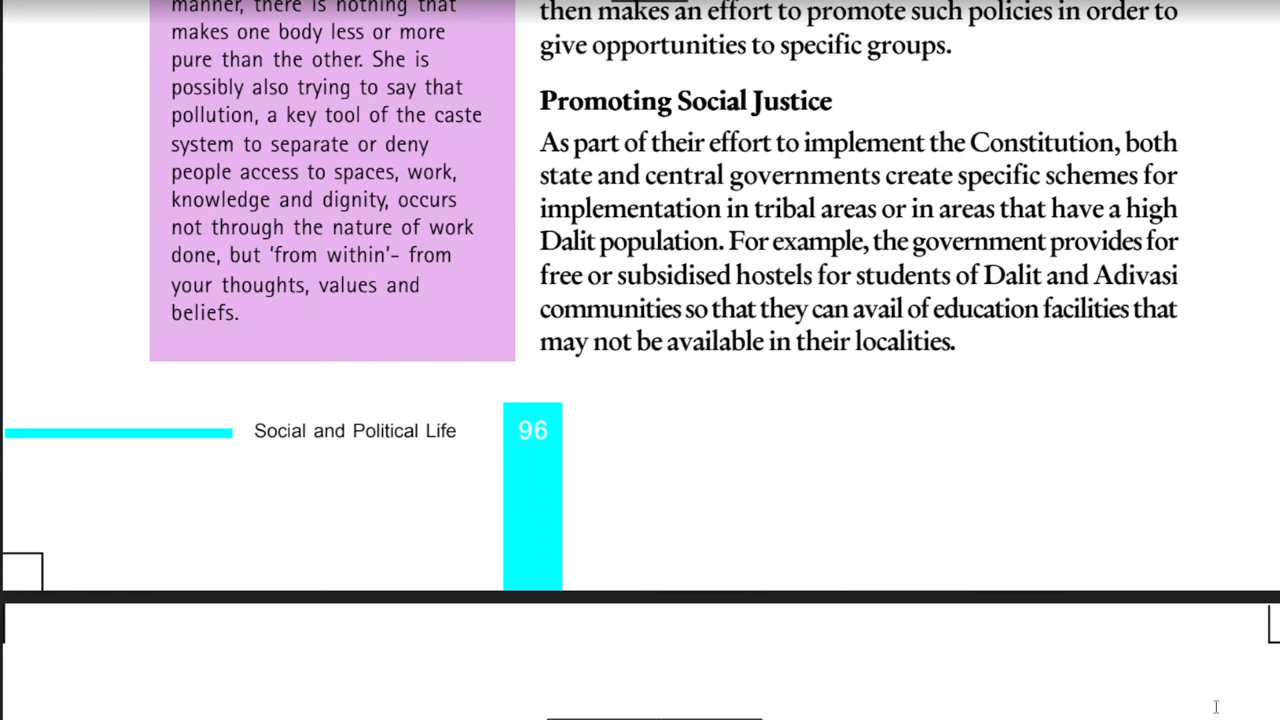 manner, there is nothing that
makes one body less or more
pure than the other. She is
possibly also trying to say that
pollution, a key tool of the caste
system to separate or deny
people access to spaces, work,
knowledge and dignity, occurs
not through the nature of work
done, but ‘from within’- from
your thoughts, values and
beliefs.
then makes an effort to promote such policies in order to
give opportunities to specific groups.
Promoting Social Justice
As part of their effort to implement the Constitution, both
state and central governments create specific schemes for
implementation in tribal areas or in areas that have a high
Dalit population. For example, the government provides for
free or subsidised hostels for students of Dalit and Adivasi
communities so that they can avail of education facilities that
may not be available in their localities.
Social and Political Life
96